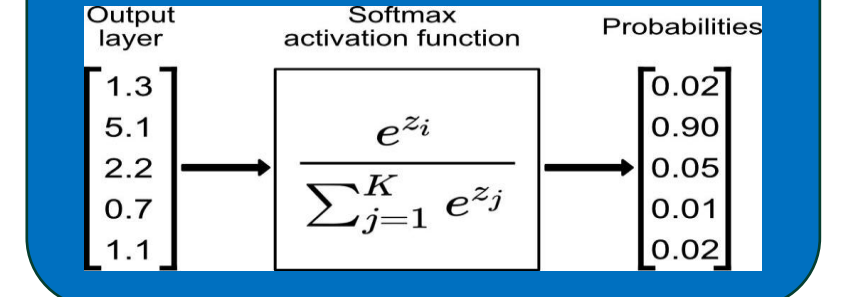 Output layer
Softmax activation function
Probabilities
1.3
5.1
2.2
0.7
1.1
e^{z_i}
∑_{j=1}^{K} e^{z_j}
0.02
0.90
0.05
0.01
0.02